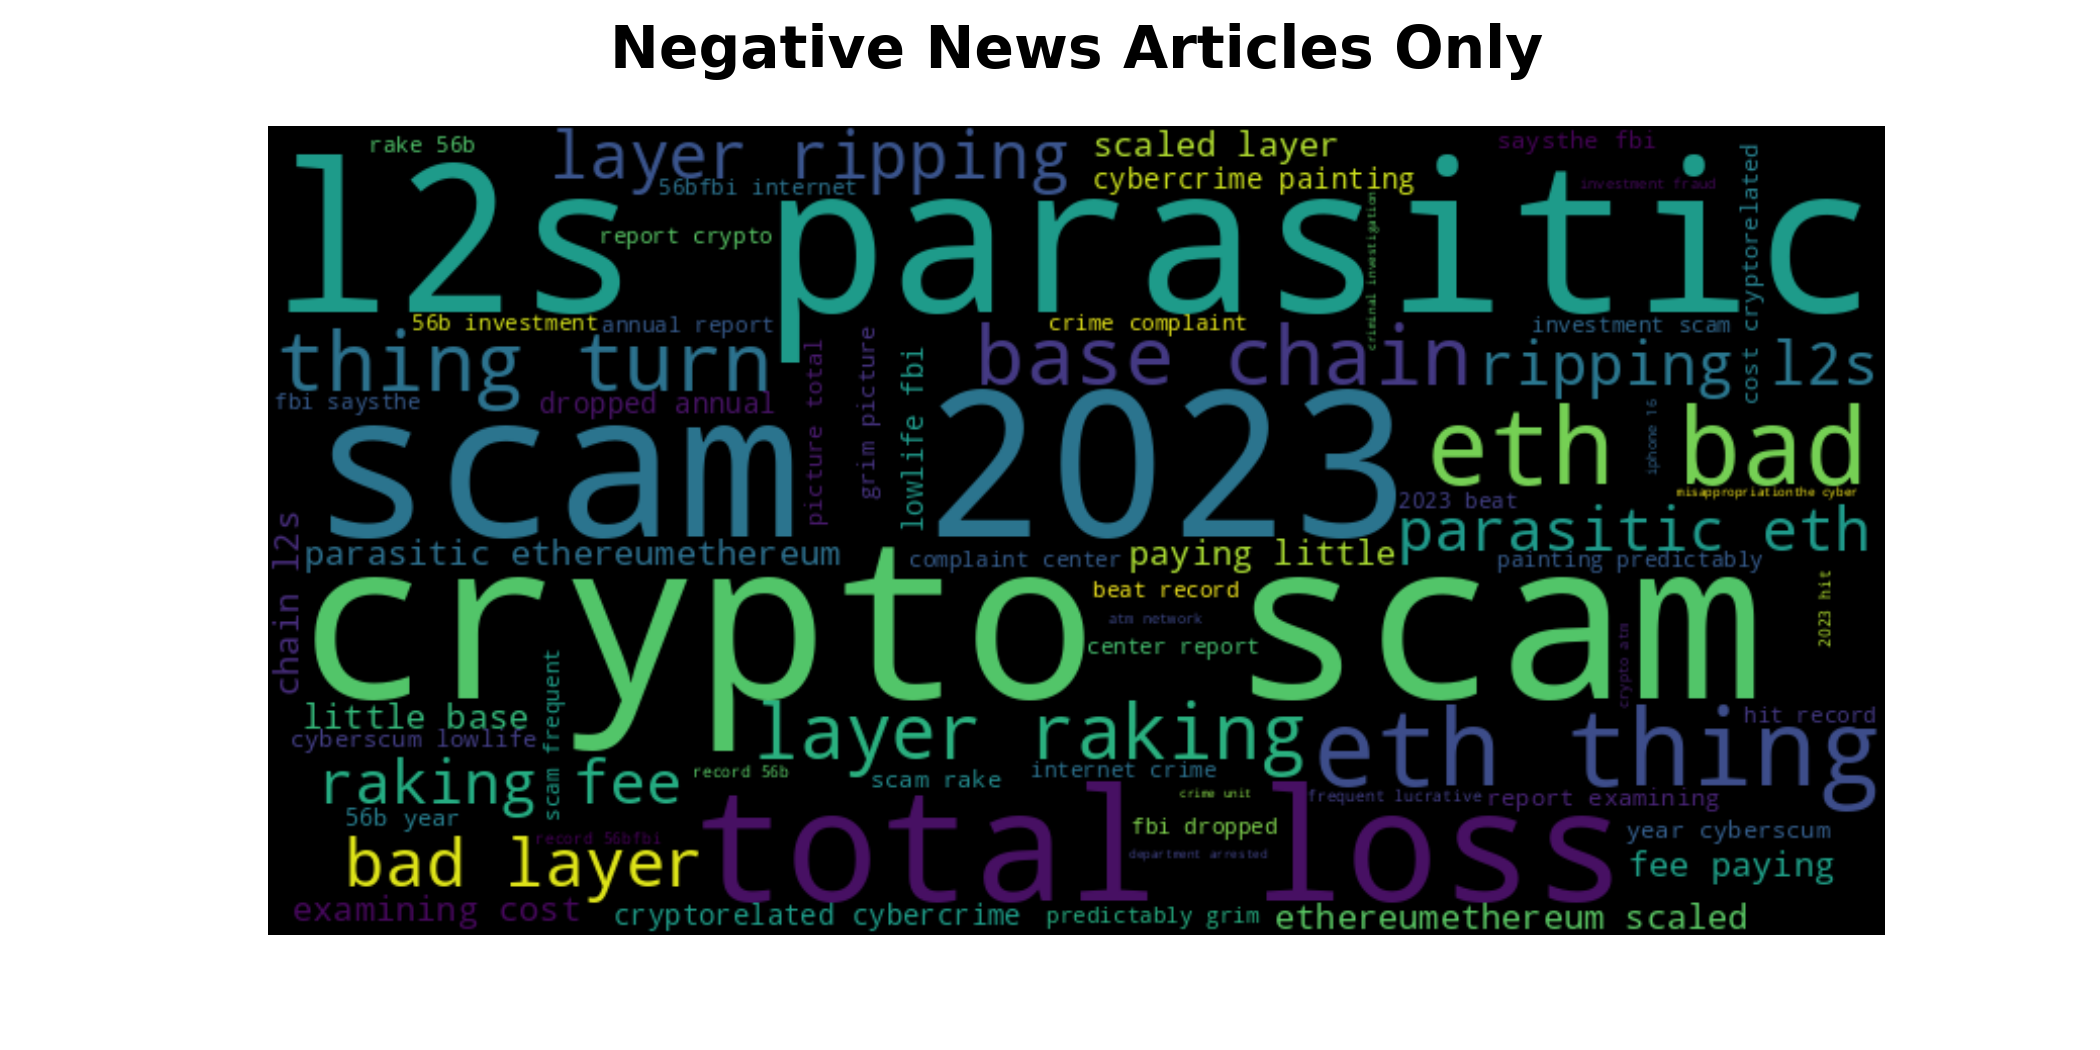 Negative News Articles Only
rake 56b
layer ripping
scaled layer
saysthe fbi
cybercrime painting
56bfbi internet
investment fraud
l2s parasitic
report crypto
criminal investigation
cost cryptorelated
56b investment
annual report
crime complaint
investment scam
thing turn
base chain
ripping l2s
fbi saysthe
dropped annual
picture total
grim picture
lowlife fbi
scam
2023
eth bad
iphone 16
misappropriationthe cyber
2023 beat
parasitic eth
chain l2s
parasitic ethereumethereum
complaint center
paying little
painting predictably
crypto scam
beat record
atm network
center report
crypto atm
2023 hit
little base
cyberscum lowlife
scam frequent
layer raking
eth thing
hit record
raking fee
record 56b
scam rake
internet crime
crime unit
frequent lucrative
report examining
56b year
record 56bfbi
bad layer
total loss
fbi dropped
department arrested
year cyberscum
fee paying
examining cost
cryptorelated cybercrime
predictably grim
ethereumethereum scaled